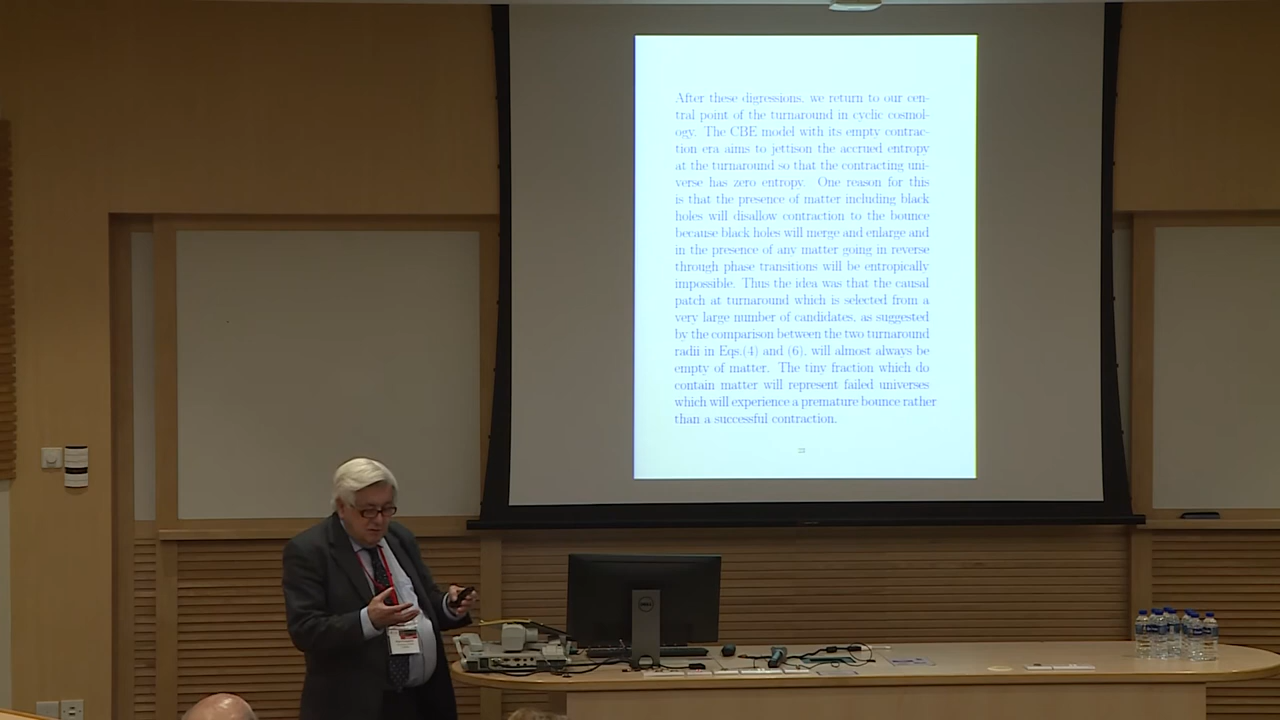 After these digressions, we return to our cen-
tral point of the turnaround in cyclic cosmol-
ogy. The CBE model with its empty contrac-
tion era aims to jettison the accrued entropy
at the turnaround so that the contracting uni-
verse has zero entropy. One reason for this
is that the presence of matter including black
holes will disallow contraction to the bounce
because black holes will merge and enlarge and
in the presence of any matter going in reverse
through phase transitions will be entropically
impossible. Thus the idea was that the causal
patch at turnaround which is selected from a
very large number of candidates, as suggested
by the comparison between the two turnaround
radii in Eqs.(4) and (6), will almost always be
empty of matter. The tiny fraction which do
contain matter will represent failed universes
which will experience a premature bounce rather
than a successful contraction.
DELL